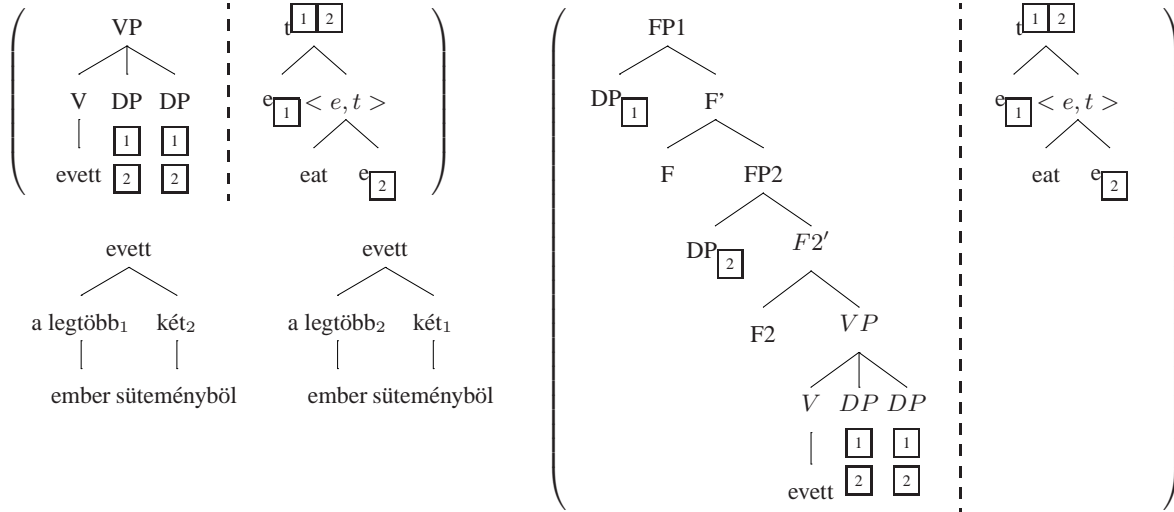 VP
V DP DP
1 1
evett 2 2
t 1 2
e 1 < e, t >
eat e 2
evett
a legtöbb₁ két₂
ember süteményböl
evett
a legtöbb₂ két₁
ember süteményböl
FP1
DP 1 F’
F FP2
DP 2 F2′
F2 VP
V DP DP
1 1
evett 2 2
t 1 2
e 1 < e, t >
eat e 2